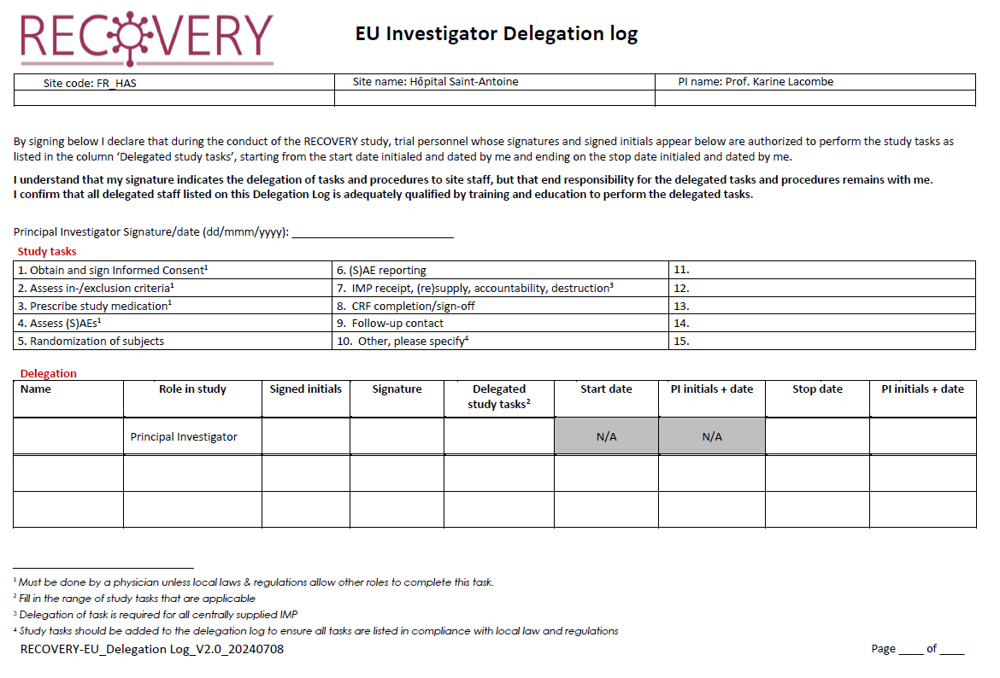 RECOVERY
EU Investigator Delegation log
Site code: FR_HAS
Site name: Hôpital Saint-Antoine
PI name: Prof. Karine Lacombe
By signing below I declare that during the conduct of the RECOVERY study, trial personnel whose signatures and signed initials appear below are authorized to perform the study tasks as
listed in the column ‘Delegated study tasks’, starting from the start date initialed and dated by me and ending on the stop date initialed and dated by me.
I understand that my signature indicates the delegation of tasks and procedures to site staff, but that end responsibility for the delegated tasks and procedures remains with me.
I confirm that all delegated staff listed on this Delegation Log is adequately qualified by training and education to perform the delegated tasks.
Principal Investigator Signature/date (dd/mmm/yyyy): ___________________________
Study tasks
1. Obtain and sign Informed Consent¹
6. (S)AE reporting
11.
2. Assess in-/exclusion criteria¹
7. IMP receipt, (re)supply, accountability, destruction³
12.
3. Prescribe study medication¹
8. CRF completion/sign-off
13.
4. Assess (S)AEs¹
9. Follow-up contact
14.
5. Randomization of subjects
10. Other, please specify⁴
15.
Delegation
Name
Role in study
Signed initials
Signature
Delegated
study tasks²
Start date
PI initials + date
Stop date
PI initials + date
Principal Investigator
N/A
N/A
¹ Must be done by a physician unless local laws & regulations allow other roles to complete this task.
² Fill in the range of study tasks that are applicable
³ Delegation of task is required for all centrally supplied IMP
⁴ Study tasks should be added to the delegation log to ensure all tasks are listed in compliance with local law and regulations
RECOVERY-EU_Delegation Log_V2.0_20240708
Page ____ of ____